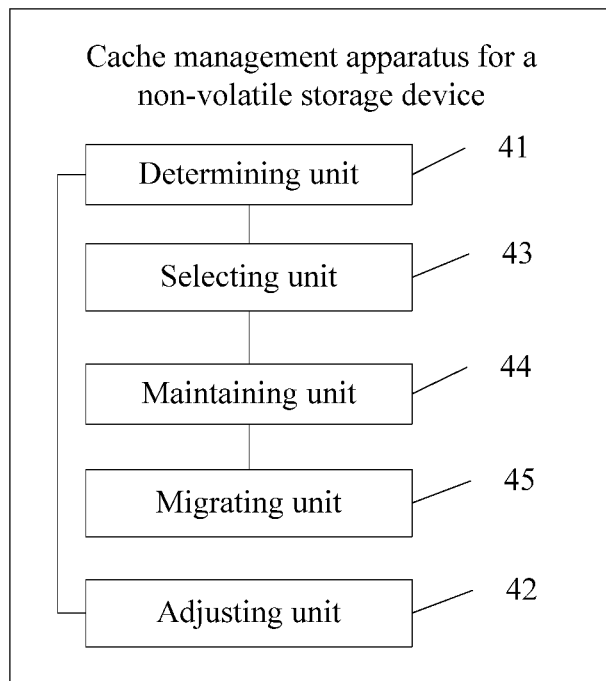 Cache management apparatus for a
non-volatile storage device
41
Determining unit
43
Selecting unit
44
Maintaining unit
45
Migrating unit
42
Adjusting unit